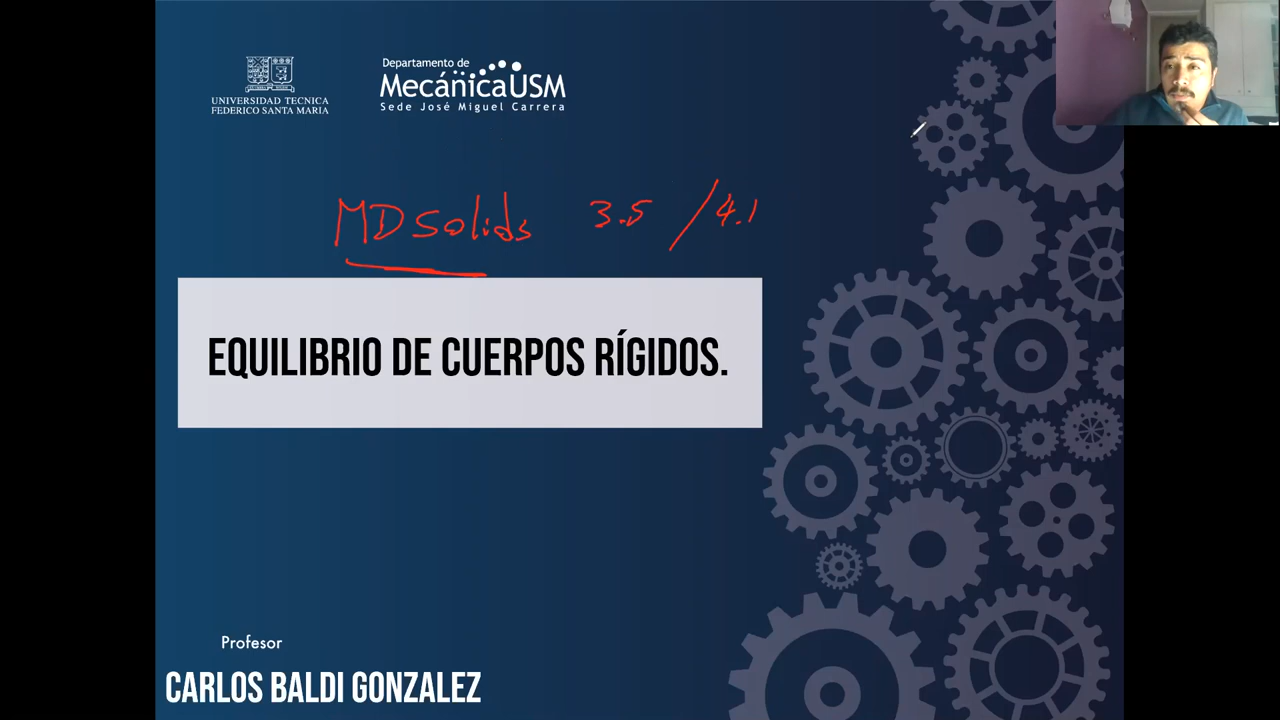 UNIVERSIDAD TECNICA
FEDERICO SANTA MARIA
Departamento de
MecánicaUSM
Sede José Miguel Carrera
MDSolids 3.5 / 4.1
EQUILIBRIO DE CUERPOS RÍGIDOS.
Profesor
CARLOS BALDI GONZALEZ